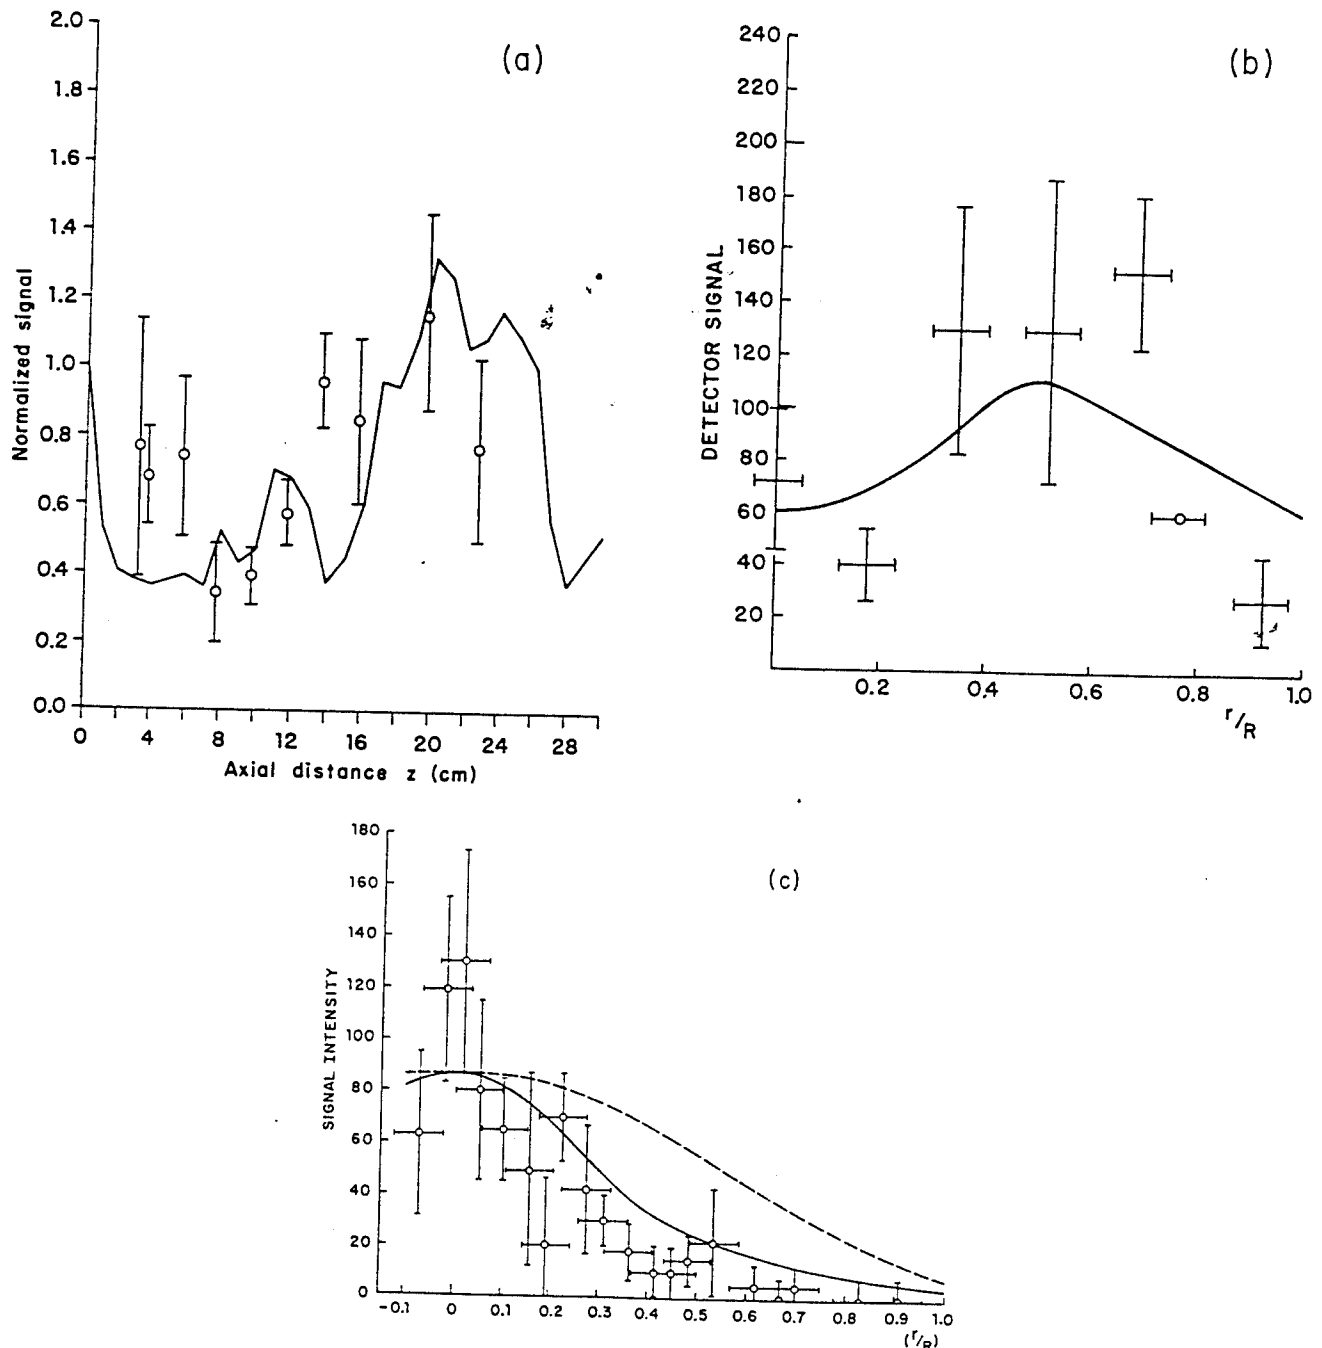 (a)
2.0
1.8
1.6
1.4
1.2
1.0
0.8
0.6
0.4
0.2
0.0
Normalized signal
0 4 8 12 16 20 24 28
Axial distance z (cm)
(b)
240
220
200
180
160
140
120
100
80
60
40
20
DETECTOR SIGNAL
0.2 0.4 0.6 0.8 1.0
r/R
(c)
180
160
140
120
100
80
60
40
20
0
SIGNAL INTENSITY
-0.1 0 0.1 0.2 0.3 0.4 0.5 0.6 0.7 0.8 0.9 1.0
(r/R)